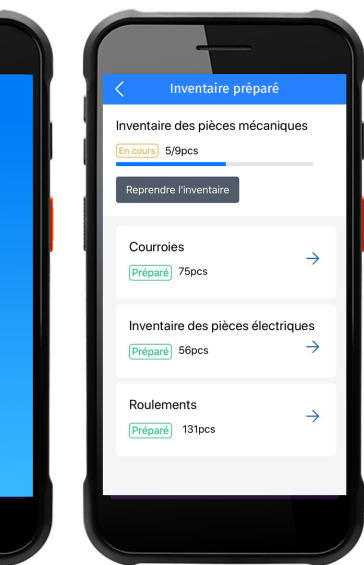 Inventaire préparé
Inventaire des pièces mécaniques
En cours 5/9pcs
Reprendre l'inventaire
Courroies
Préparé 75pcs
Inventaire des pièces électriques
Préparé 56pcs
Roulements
Préparé 131pcs